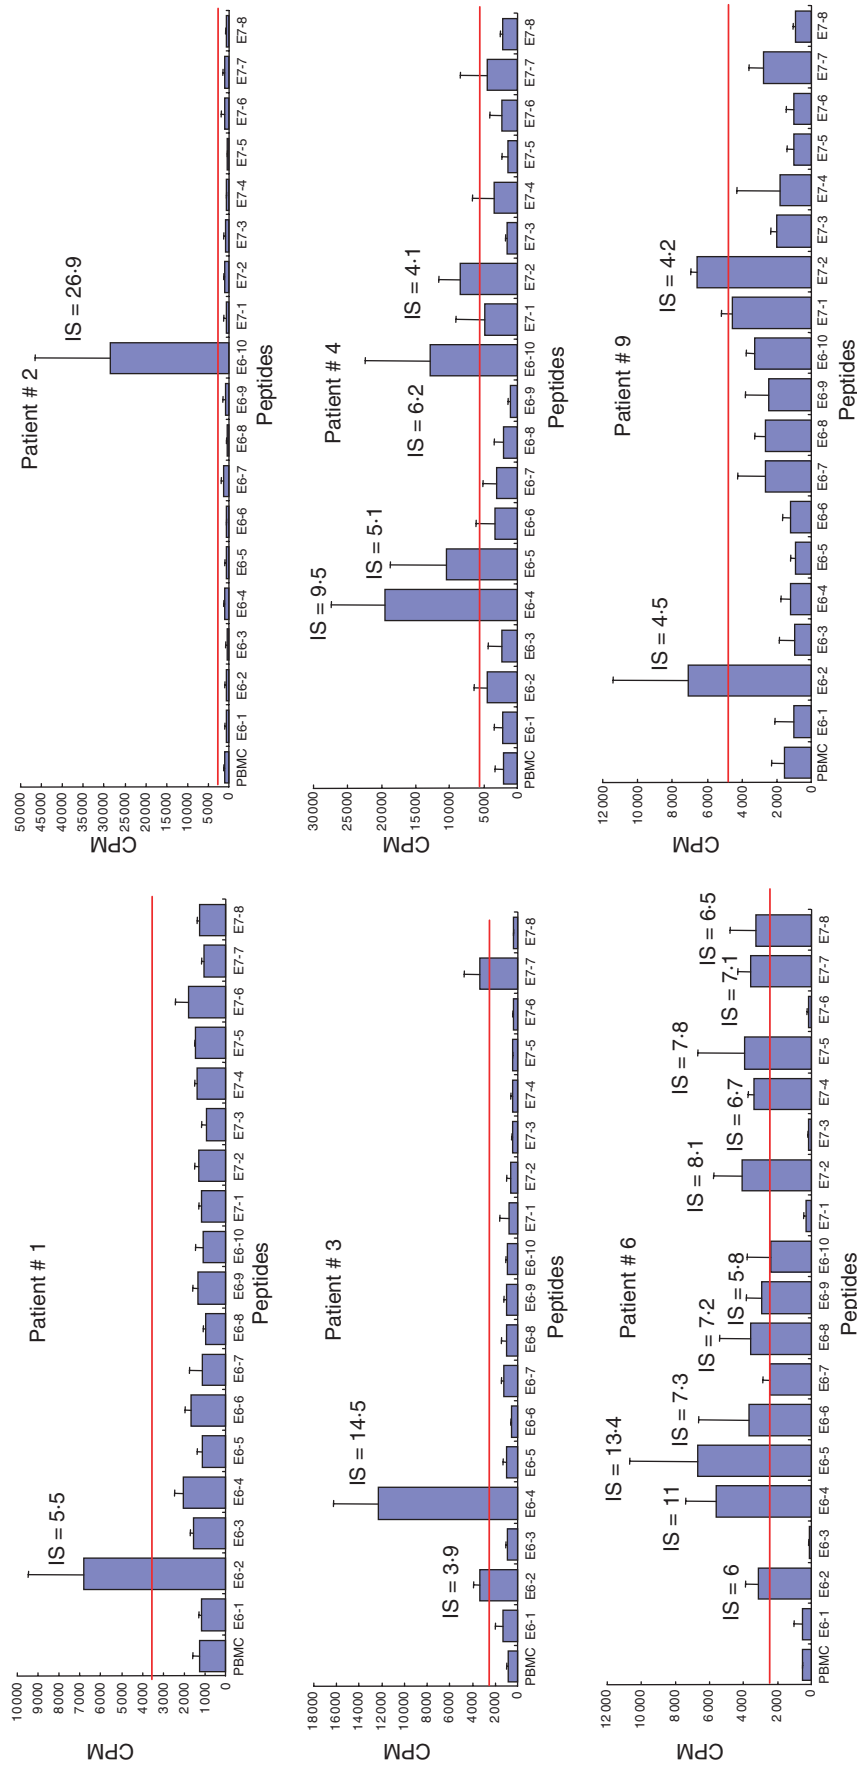 Patient # 1
CPM
10000
9000
8000
7000
6000
5000
4000
3000
2000
1000
0
IS = 5·5
PBMC E6-1 E6-2 E6-3 E6-4 E6-5 E6-6 E6-7 E6-8 E6-9 E6-10 E7-1 E7-2 E7-3 E7-4 E7-5 E7-6 E7-7 E7-8
Peptides
Patient # 2
CPM
50000
45000
40000
35000
30000
25000
20000
15000
10000
5000
0
IS = 26·9
PBMC E6-1 E6-2 E6-3 E6-4 E6-5 E6-6 E6-7 E6-8 E6-9 E6-10 E7-1 E7-2 E7-3 E7-4 E7-5 E7-6 E7-7 E7-8
Peptides
Patient # 3
CPM
18000
16000
14000
12000
10000
8000
6000
4000
2000
0
IS = 3·9
IS = 14·5
PBMC E6-1 E6-2 E6-3 E6-4 E6-5 E6-6 E6-7 E6-8 E6-9 E6-10 E7-1 E7-2 E7-3 E7-4 E7-5 E7-6 E7-7 E7-8
Peptides
Patient # 4
CPM
30000
25000
20000
15000
10000
5000
0
IS = 9·5
IS = 5·1
IS = 6·2
IS = 4·1
PBMC E6-1 E6-2 E6-3 E6-4 E6-5 E6-6 E6-7 E6-8 E6-9 E6-10 E7-1 E7-2 E7-3 E7-4 E7-5 E7-6 E7-7 E7-8
Peptides
Patient # 6
CPM
12000
10000
8000
6000
4000
2000
0
IS = 6
IS = 11
IS = 13·4
IS = 7·3
IS = 7·2
IS = 5·8
IS = 8·1
IS = 6·7
IS = 7·8
IS = 7·1
IS = 6·5
PBMC E6-1 E6-2 E6-3 E6-4 E6-5 E6-6 E6-7 E6-8 E6-9 E6-10 E7-1 E7-2 E7-3 E7-4 E7-5 E7-6 E7-7 E7-8
Peptides
Patient # 9
CPM
12000
10000
8000
6000
4000
2000
0
IS = 4·5
IS = 4·2
PBMC E6-1 E6-2 E6-3 E6-4 E6-5 E6-6 E6-7 E6-8 E6-9 E6-10 E7-1 E7-2 E7-3 E7-4 E7-5 E7-6 E7-7 E7-8
Peptides